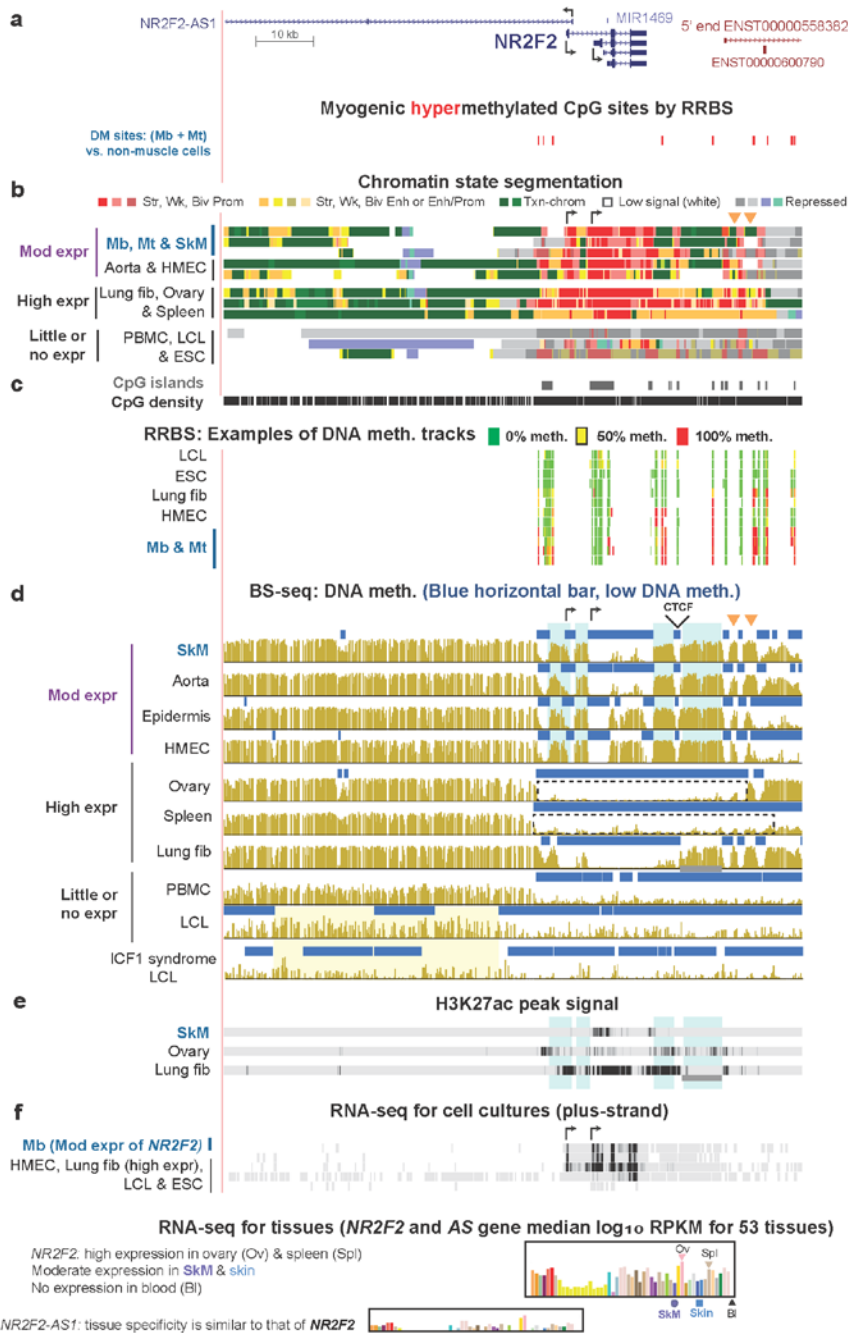 a
NR2F2-AS1
MIR1469
5' end ENST00000558382
10 kb
NR2F2
ENST00000600790
Myogenic hypermethylated CpG sites by RRBS
DM sites: (Mb + Mt)
vs. non-muscle cells
b
Chromatin state segmentation
Str, Wk, Biv Prom
Str, Wk, Biv Enh or Enh/Prom
Txn-chrom
Low signal (white)
Repressed
Mod expr
Mb, Mt & SkM
Aorta & HMEC
High expr
Lung fib, Ovary
& Spleen
Little or
no expr
PBMC, LCL
& ESC
c
CpG islands
CpG density
RRBS: Examples of DNA meth. tracks
0% meth.
50% meth.
100% meth.
LCL
ESC
Lung fib
HMEC
Mb & Mt
d
BS-seq: DNA meth. (Blue horizontal bar, low DNA meth.)
CTCF
SkM
Mod expr
Aorta
Epidermis
HMEC
High expr
Ovary
Spleen
Lung fib
Little or
no expr
PBMC
LCL
ICF1 syndrome
LCL
e
H3K27ac peak signal
SkM
Ovary
Lung fib
f
RNA-seq for cell cultures (plus-strand)
Mb (Mod expr of NR2F2)
HMEC, Lung fib (high expr),
LCL & ESC
RNA-seq for tissues (NR2F2 and AS gene median log10 RPKM for 53 tissues)
NR2F2: high expression in ovary (Ov) & spleen (Spl)
Moderate expression in SkM & skin
No expression in blood (Bl)
Ov
Spl
SkM
Skin
Bl
NR2F2-AS1: tissue specificity is similar to that of NR2F2